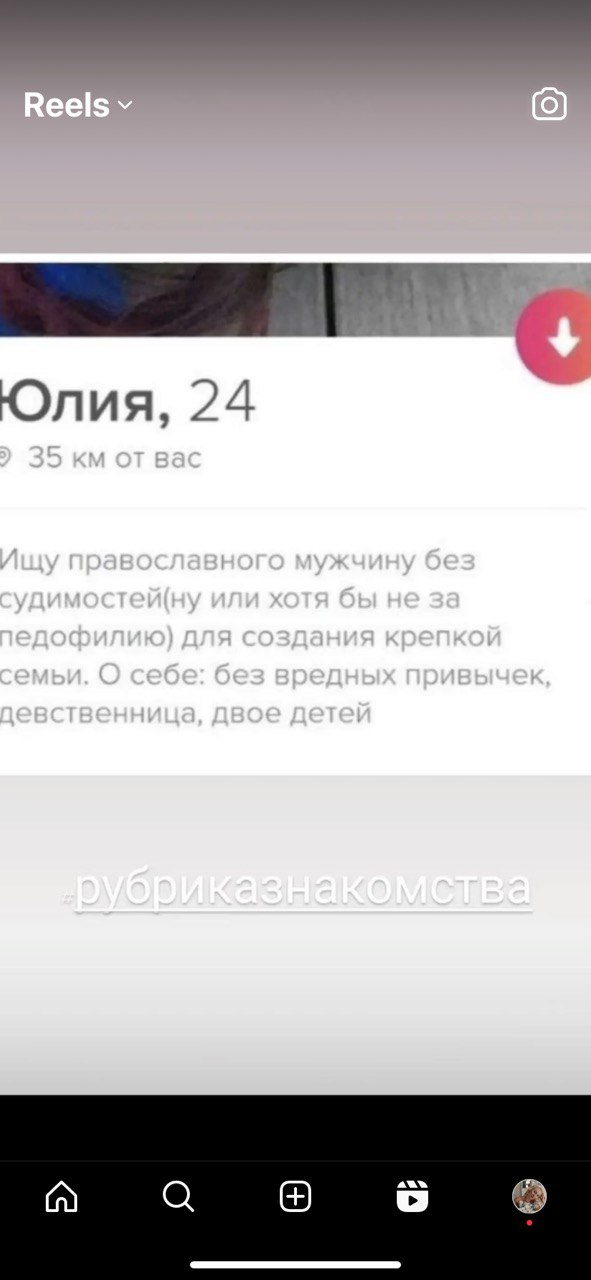 Reels
Юлия, 24
35 км от вас
Ищу православного мужчину без
судимостей(ну или хотя бы не за
педофилию) для создания крепкой
семьи. О себе: без вредных привычек,
девственница, двое детей
#рубриказнакомства